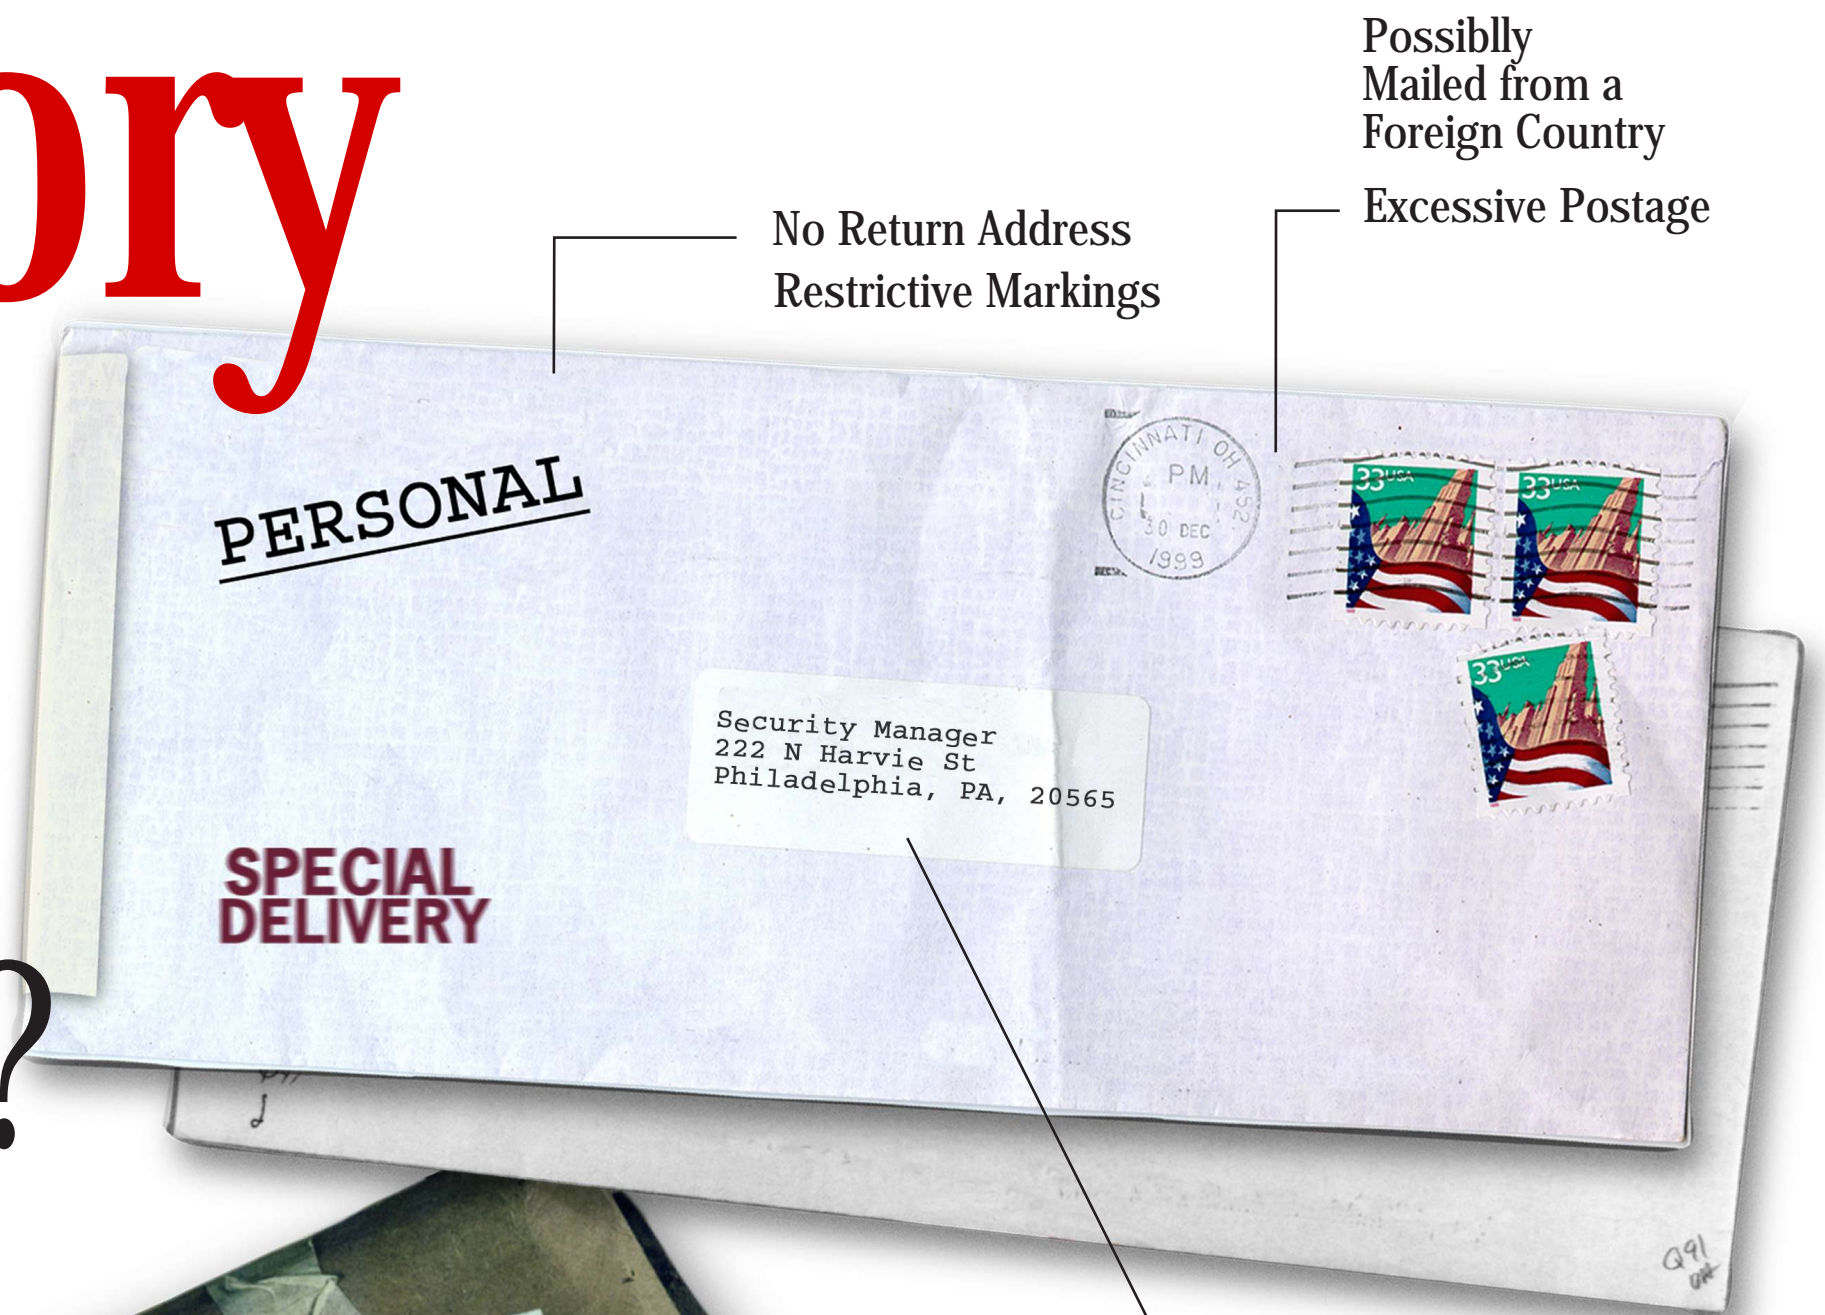 ory
Possiblly
Mailed from a
Foreign Country
Excessive Postage
No Return Address
Restrictive Markings
PERSONAL
CINCINNATI OH 452
PM
30 DEC
1999
33USA
33USA
33USA
Security Manager
222 N Harvie St
Philadelphia, PA, 20565
SPECIAL
DELIVERY
?
Q91